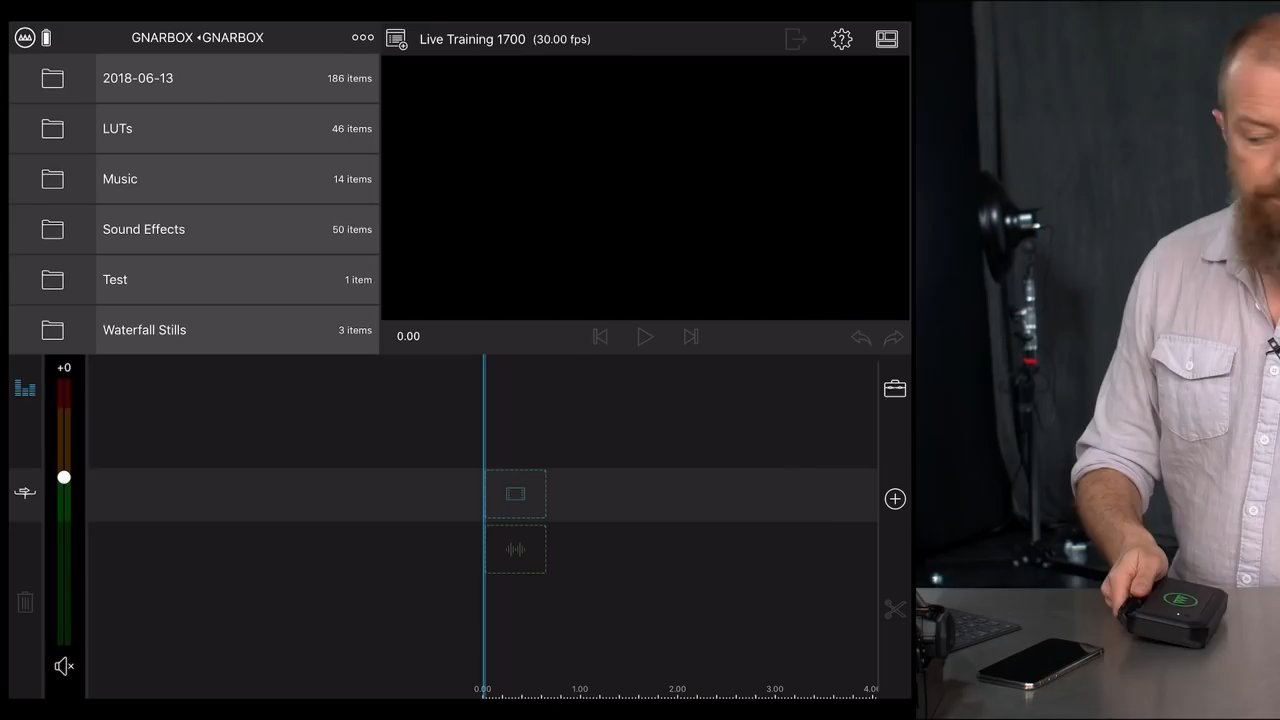 GNARBOX ◂GNARBOX
Live Training 1700 (30.00 fps)
2018-06-13 186 items
LUTs 46 items
Music 14 items
Sound Effects 50 items
Test 1 item
Waterfall Stills 3 items
0.00
+0
0.00 1.00 2.00 3.00 4.0